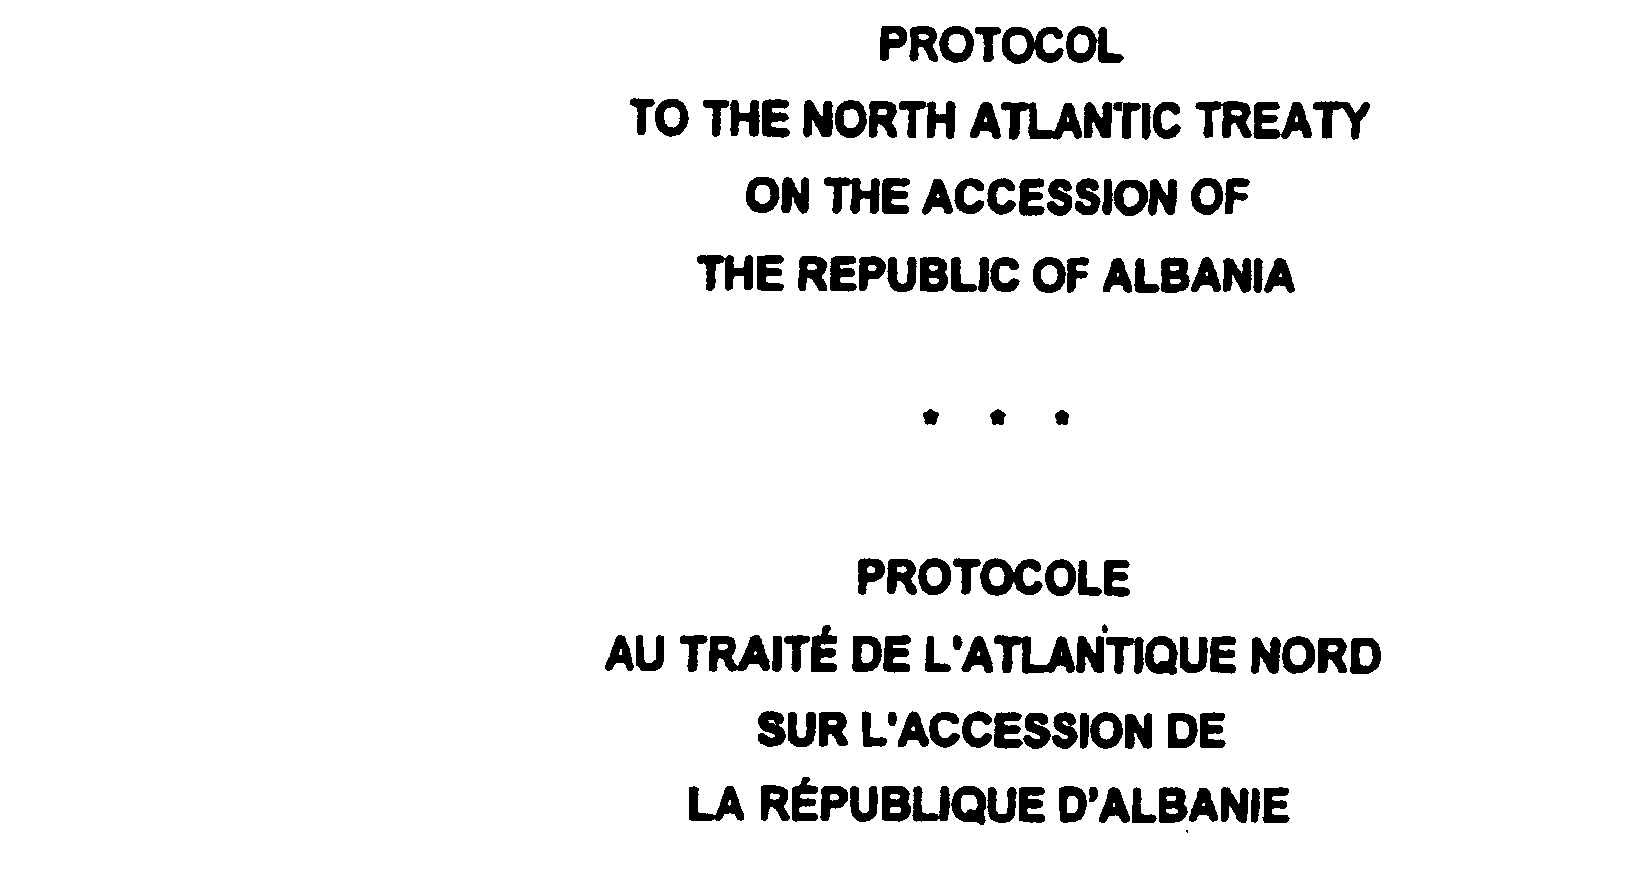 PROTOCOL
TO THE NORTH ATLANTIC TREATY
ON THE ACCESSION OF
THE REPUBLIC OF ALBANIA
* * *
PROTOCOLE
AU TRAITÉ DE L'ATLANTIQUE NORD
SUR L'ACCESSION DE
LA RÉPUBLIQUE D'ALBANIE